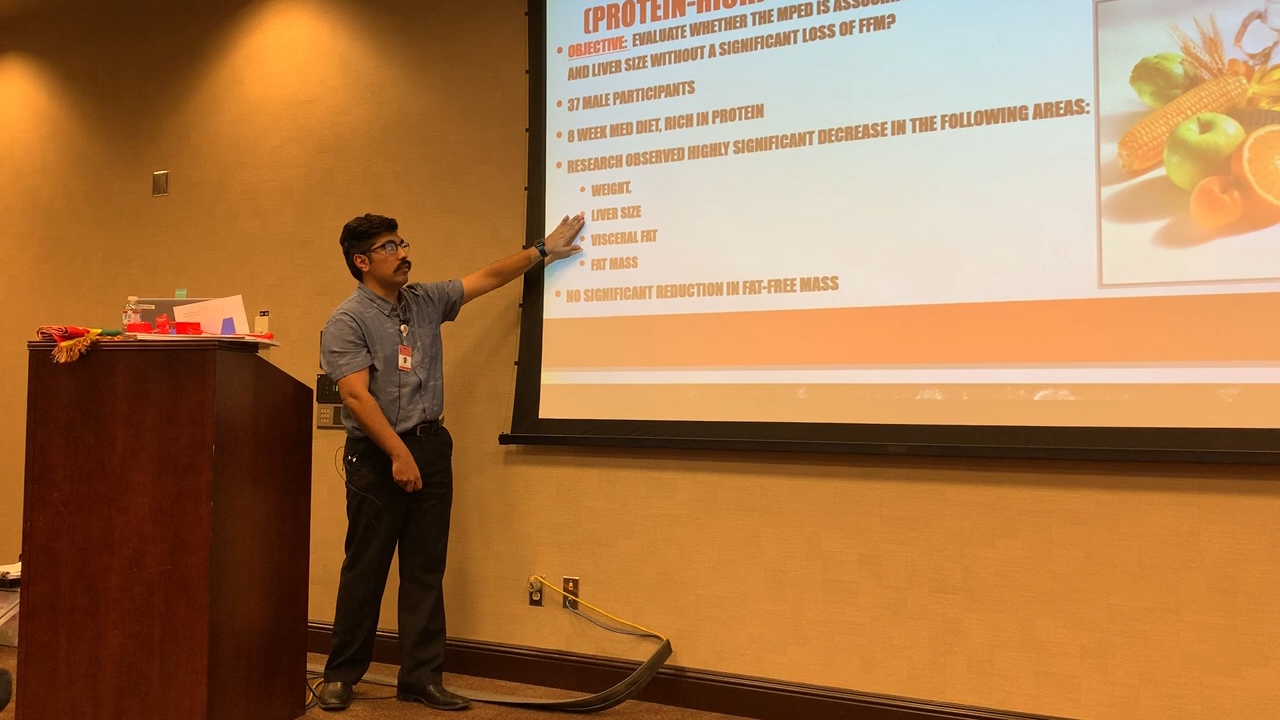 (PROTEIN-RICH
• OBJECTIVE: EVALUATE WHETHER THE MPED IS
AND LIVER SIZE WITHOUT A SIGNIFICANT LOSS OF FFM?
• 37 MALE PARTICIPANTS
• 8 WEEK MED DIET, RICH IN PROTEIN
• RESEARCH OBSERVED HIGHLY SIGNIFICANT DECREASE IN THE FOLLOWING AREAS:
• WEIGHT,
• LIVER SIZE
• VISCERAL FAT
• FAT MASS
• NO SIGNIFICANT REDUCTION IN FAT-FREE MASS